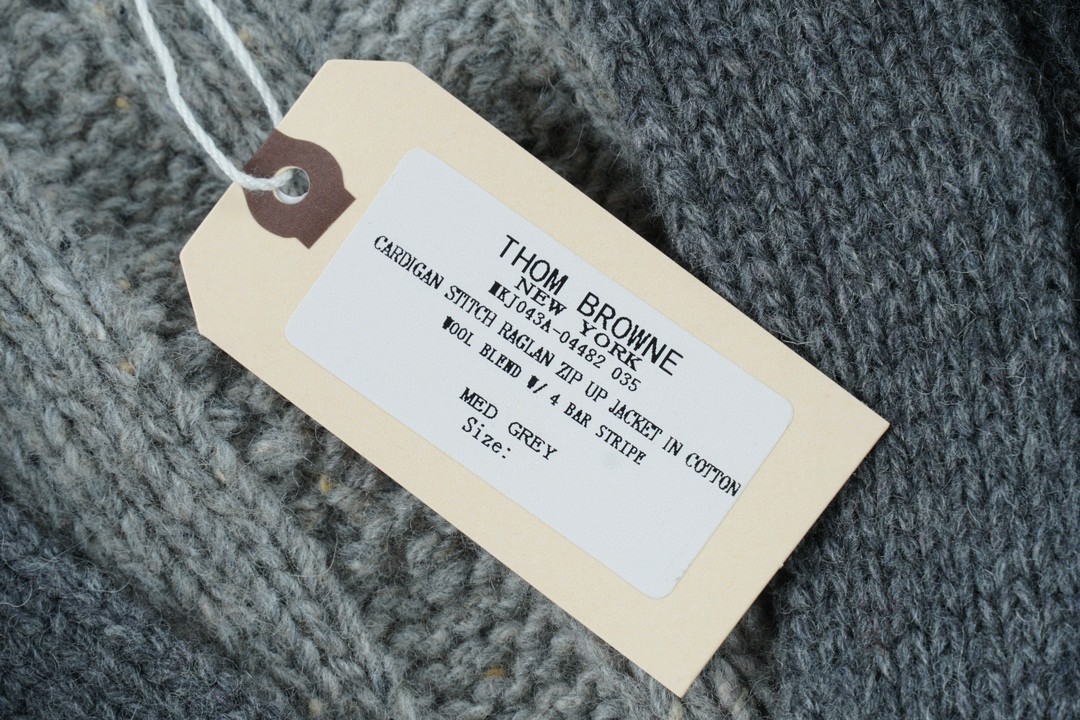 THOM BROWNE
NEW YORK
KJ043A-04482 035
CARDIGAN STITCH RAGLAN ZIP UP JACKET IN COTTON
WOOL BLEND W/ 4 BAR STRIPE
MED GREY
Size: